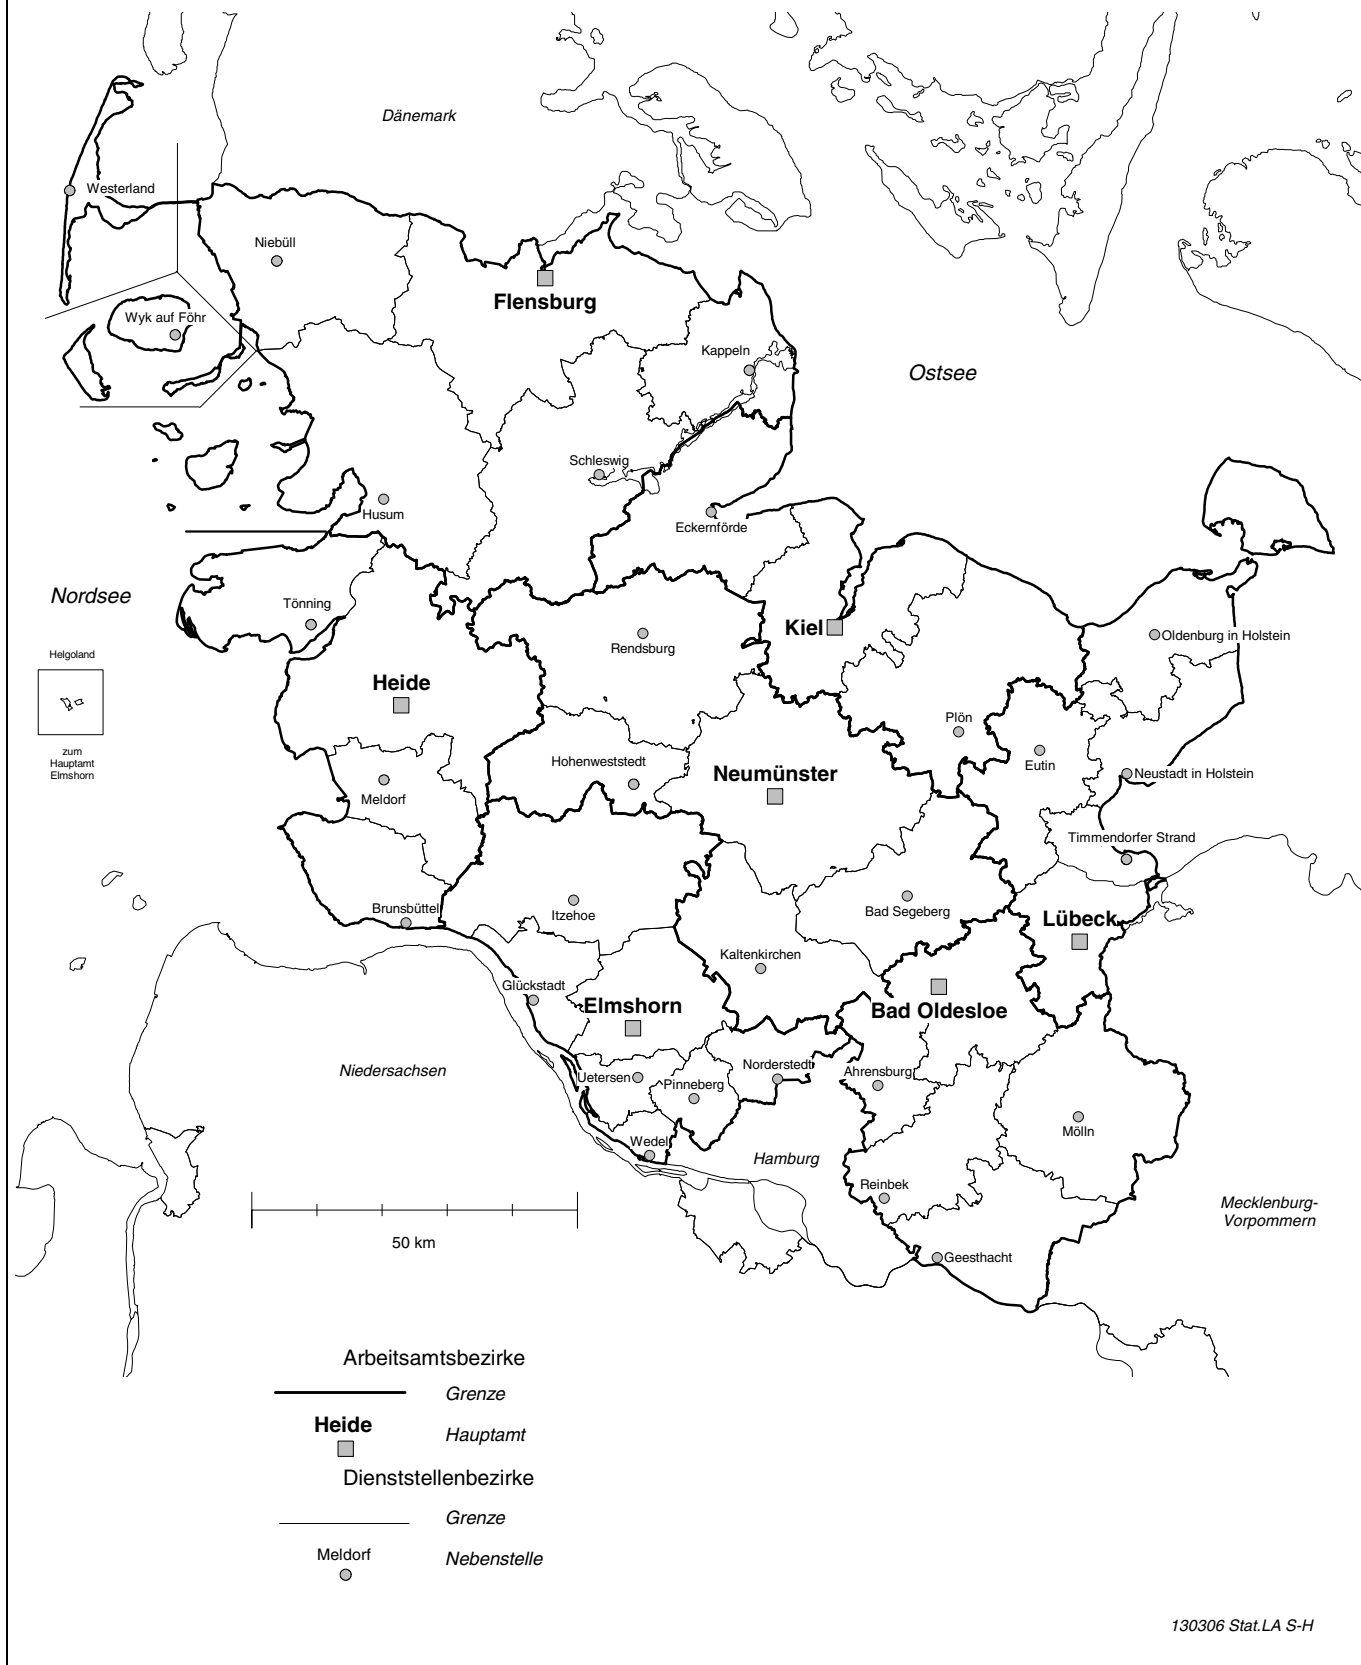 Dänemark
Westerland
Niebüll
Flensburg
Wyk auf Föhr
Kappeln
Ostsee
Schleswig
Husum
Eckernförde
Nordsee
Tönning
Kiel
Oldenburg in Holstein
Rendsburg
Helgoland
Heide
Plön
zum
Hauptamt
Elmshorn
Hohenweststedt
Neumünster
Eutin
Neustadt in Holstein
Meldorf
Timmendorfer Strand
Brunsbüttel
Itzehoe
Bad Segeberg
Lübeck
Kaltenkirchen
Glückstadt
Elmshorn
Bad Oldesloe
Niedersachsen
Uetersen
Pinneberg
Norderstedt
Ahrensburg
Mölln
Wedel
Hamburg
Reinbek
Mecklenburg-
Vorpommern
50 km
Geesthacht
Arbeitsamtsbezirke
Grenze
Heide
Hauptamt
Dienststellenbezirke
Grenze
Meldorf
Nebenstelle
130306 Stat.LA S-H